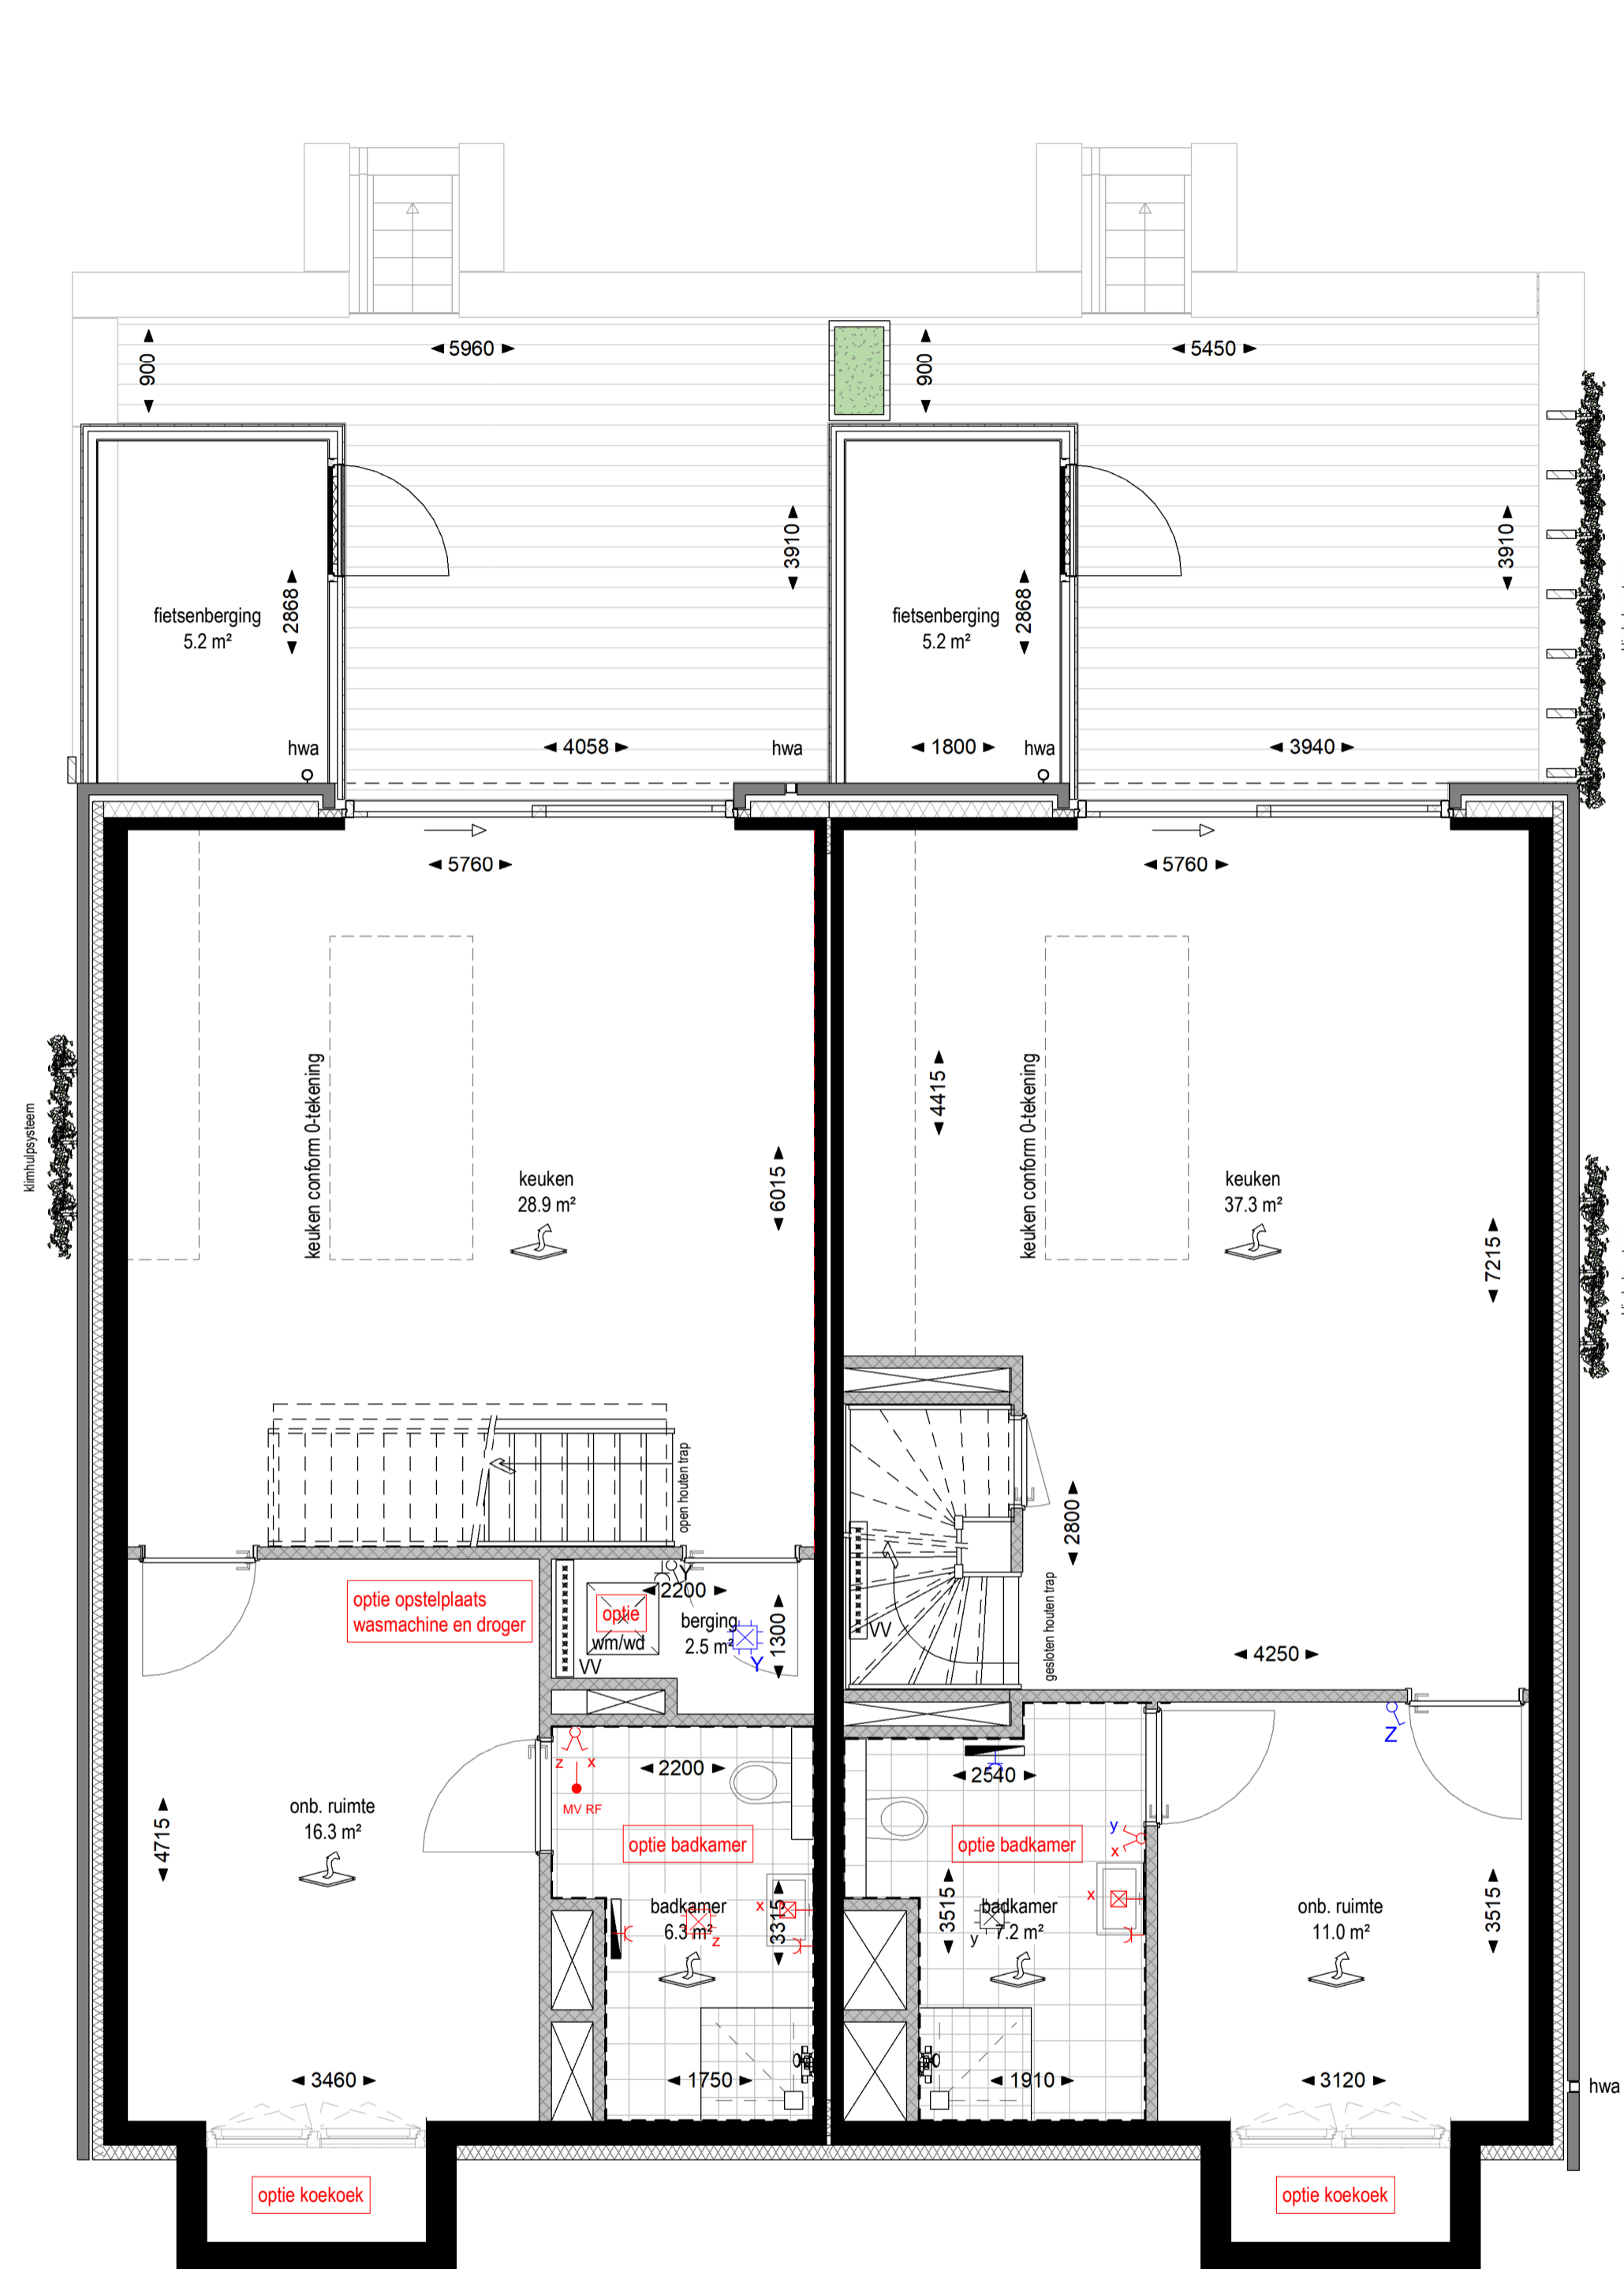 900
5960
900
5450
3910
3910
fietsenberging
5.2 m²
2868
fietsenberging
5.2 m²
2868
hwa
4058
hwa
1800
hwa
3940
5760
5760
klimhulpsysteem
keuken conform 0-tekening
keuken
28.9 m²
6015
4415
keuken conform 0-tekening
keuken
37.3 m²
7215
open houten trap
2800
gesloten houten trap
optie opstelplaats
wasmachine en droger
2200
Y
optie
wm/wd
berging
2.5 m²
1300
Y
VV
VV
4250
Z
z
x
MV RF
2200
2540
optie badkamer
optie badkamer
y
x
4715
onb. ruimte
16.3 m²
badkamer
6.3 m²
z
x
3315
3515
badkamer
7.2 m²
y
x
onb. ruimte
11.0 m²
3515
3460
1750
1910
3120
hwa
optie koekoek
optie koekoek